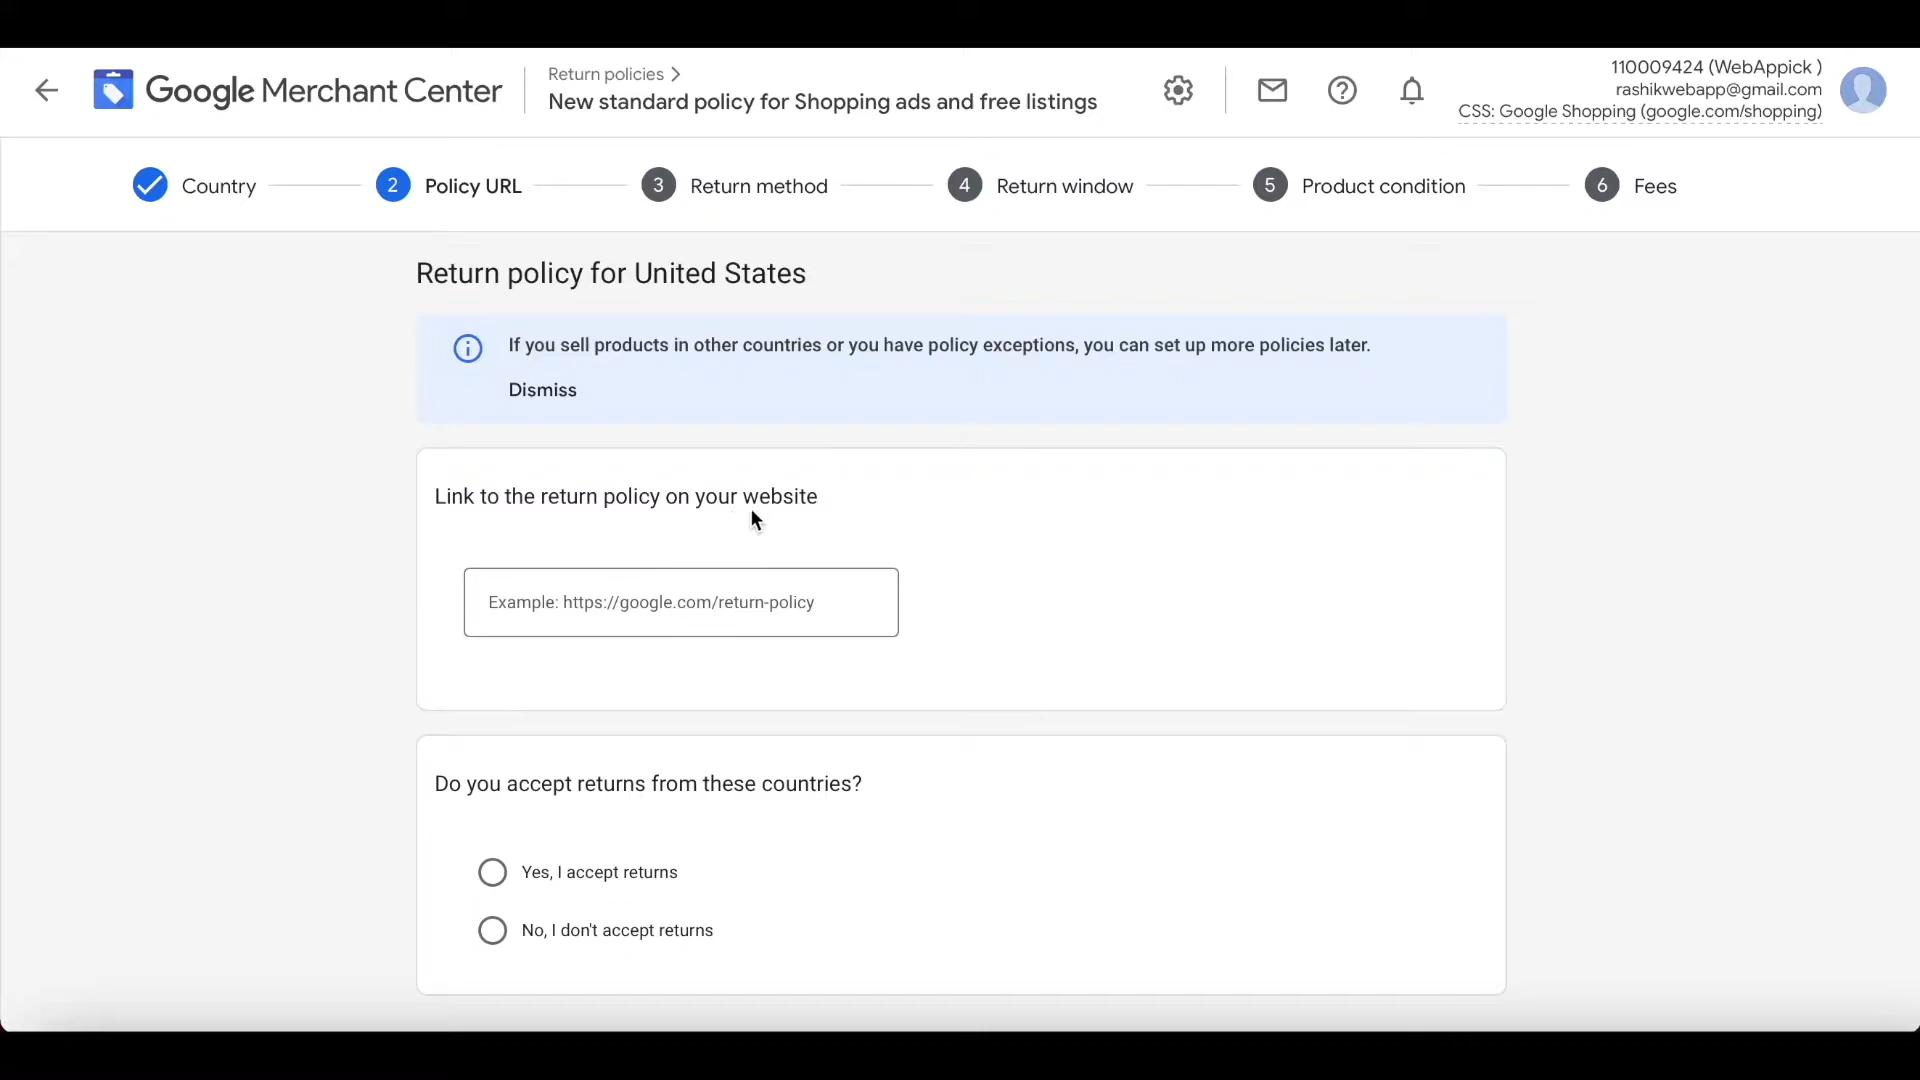 Google Merchant Center
Return policies >
New standard policy for Shopping ads and free listings
110009424 (WebAppick )
rashikwebapp@gmail.com
CSS: Google Shopping (google.com/shopping)
Country
2 Policy URL
3 Return method
4 Return window
5 Product condition
6 Fees
Return policy for United States
If you sell products in other countries or you have policy exceptions, you can set up more policies later.
Dismiss
Link to the return policy on your website
Example: https://google.com/return-policy
Do you accept returns from these countries?
Yes, I accept returns
No, I don't accept returns